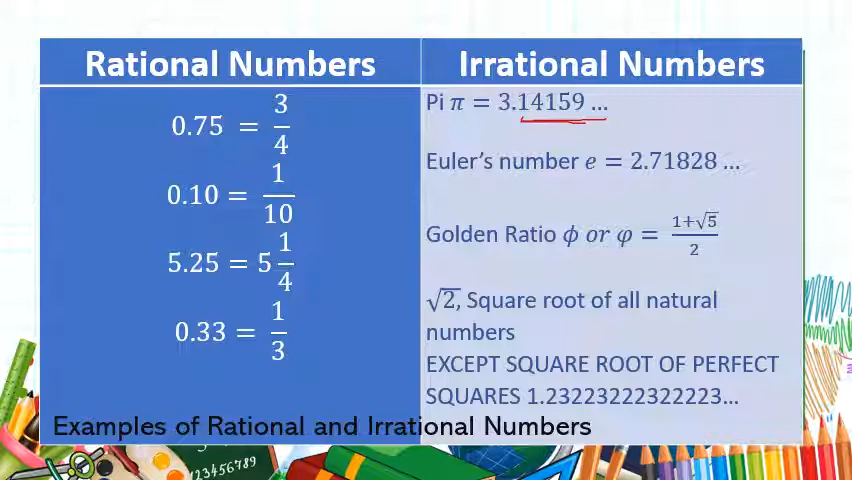 Rational Numbers
Irrational Numbers
0.75 = 3/4
0.10 = 1/10
5.25 = 5 1/4
0.33 = 1/3
Pi π = 3.14159 ...
Euler's number e = 2.71828 ...
Golden Ratio ϕ or φ = 1+√5/2
√2, Square root of all natural
numbers
EXCEPT SQUARE ROOT OF PERFECT
SQUARES 1.23223222322223...
Examples of Rational and Irrational Numbers
123456789